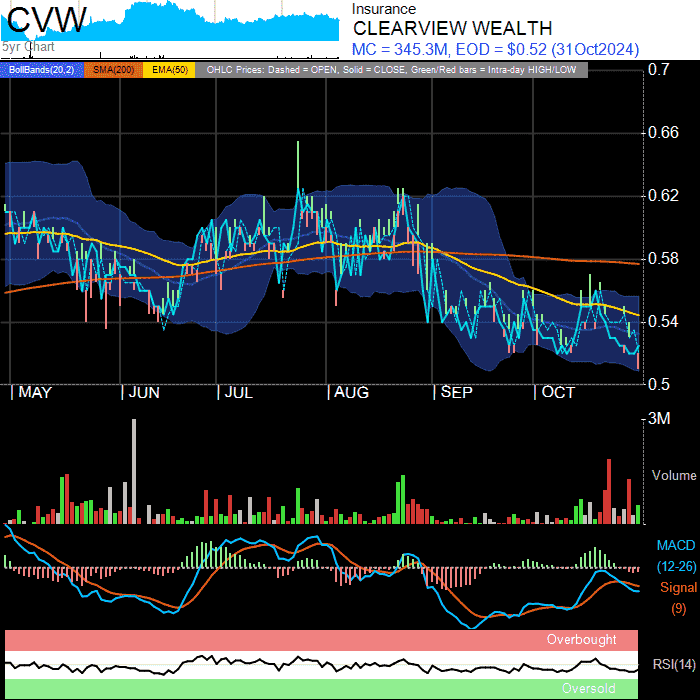 CVW
5yr Chart
Insurance
CLEARVIEW WEALTH
MC = 345.3M, EOD = $0.52 (31Oct2024)
BollBands(20,2) SMA(200) EMA(50) OHLC Prices: Dashed = OPEN, Solid = CLOSE, Green/Red bars = Intra-day HIGH/LOW
0.7
0.66
0.62
0.58
0.54
0.5
MAY JUN JUL AUG SEP OCT
3M
Volume
MACD
(12-26)
Signal
(9)
Overbought
RSI(14)
Oversold